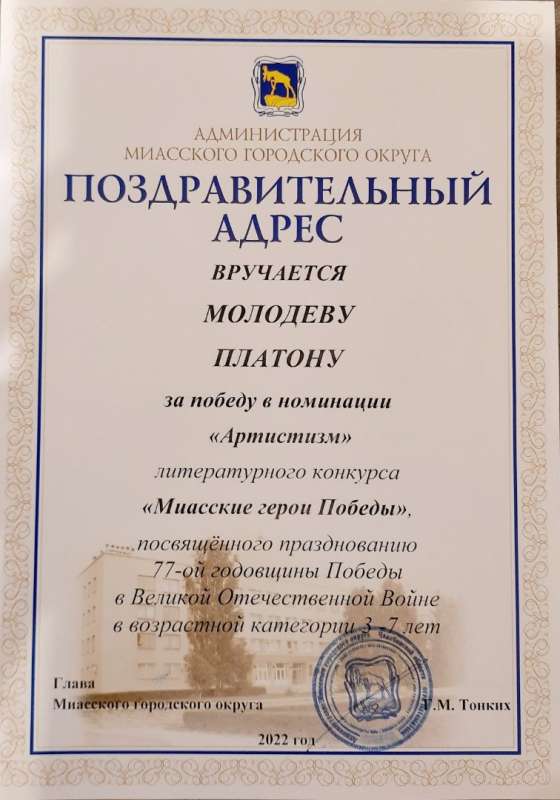 АДМИНИСТРАЦИЯ
МИАССКОГО ГОРОДСКОГО ОКРУГА
ПОЗДРАВИТЕЛЬНЫЙ
АДРЕС
ВРУЧАЕТСЯ
МОЛОДЕВУ
ПЛАТОНУ
за победу в номинации
«Артистизм»
литературного конкурса
«Миасские герои Победы»,
посвящённого празднованию
77-ой годовщины Победы
в Великой Отечественной Войне
в возрастной категории 3 -7 лет
Глава
Миасского городского округа
Г.М. Тонких
2022 год